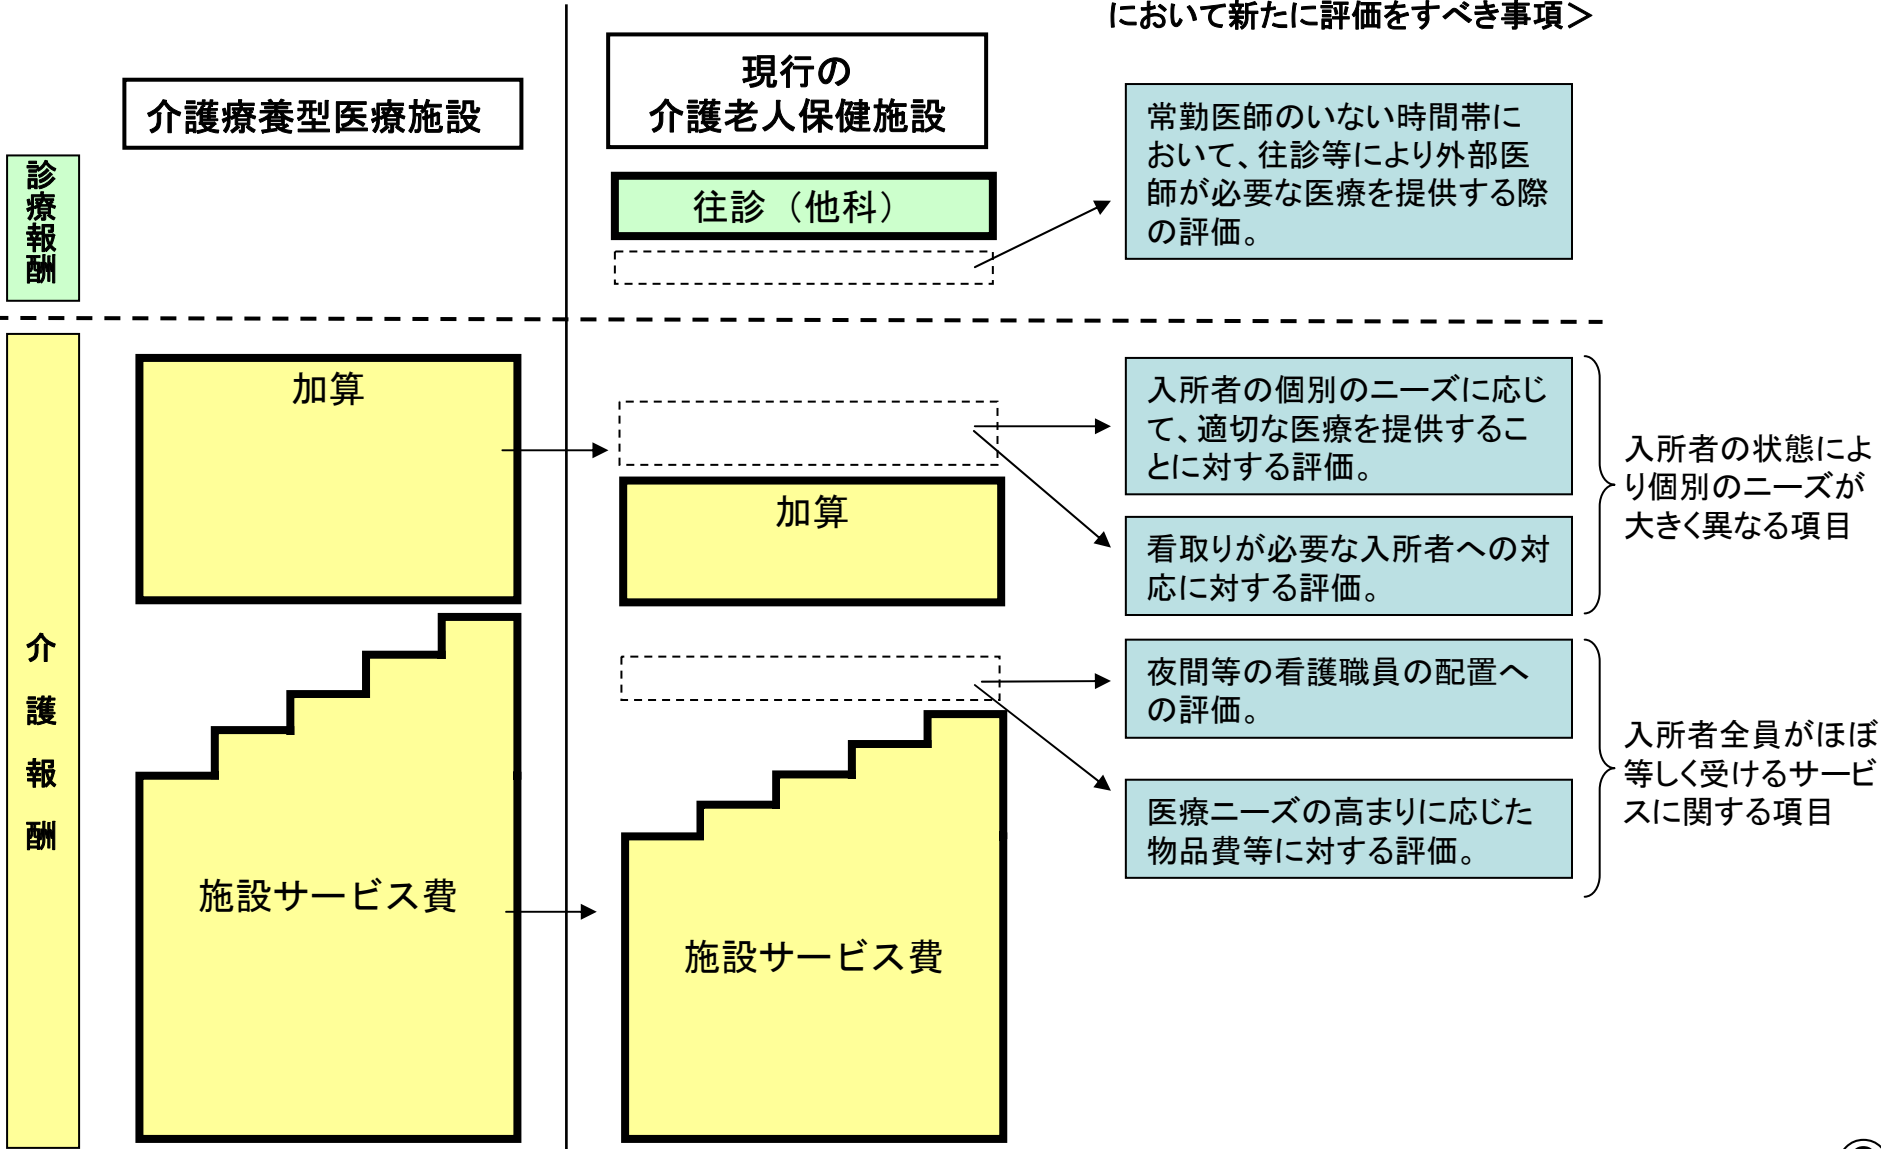 において新たに評価をすべき事項＞
介護療養型医療施設
現行の
介護老人保健施設
診療報酬
往診（他科）
常勤医師のいない時間帯に
おいて、往診等により外部医
師が必要な医療を提供する際
の評価。
介護報酬
加算
加算
入所者の個別のニーズに応じ
て、適切な医療を提供するこ
とに対する評価。
看取りが必要な入所者への対
応に対する評価。
入所者の状態によ
り個別のニーズが
大きく異なる項目
施設サービス費
施設サービス費
夜間等の看護職員の配置へ
の評価。
医療ニーズの高まりに応じた
物品費等に対する評価。
入所者全員がほぼ
等しく受けるサービ
スに関する項目